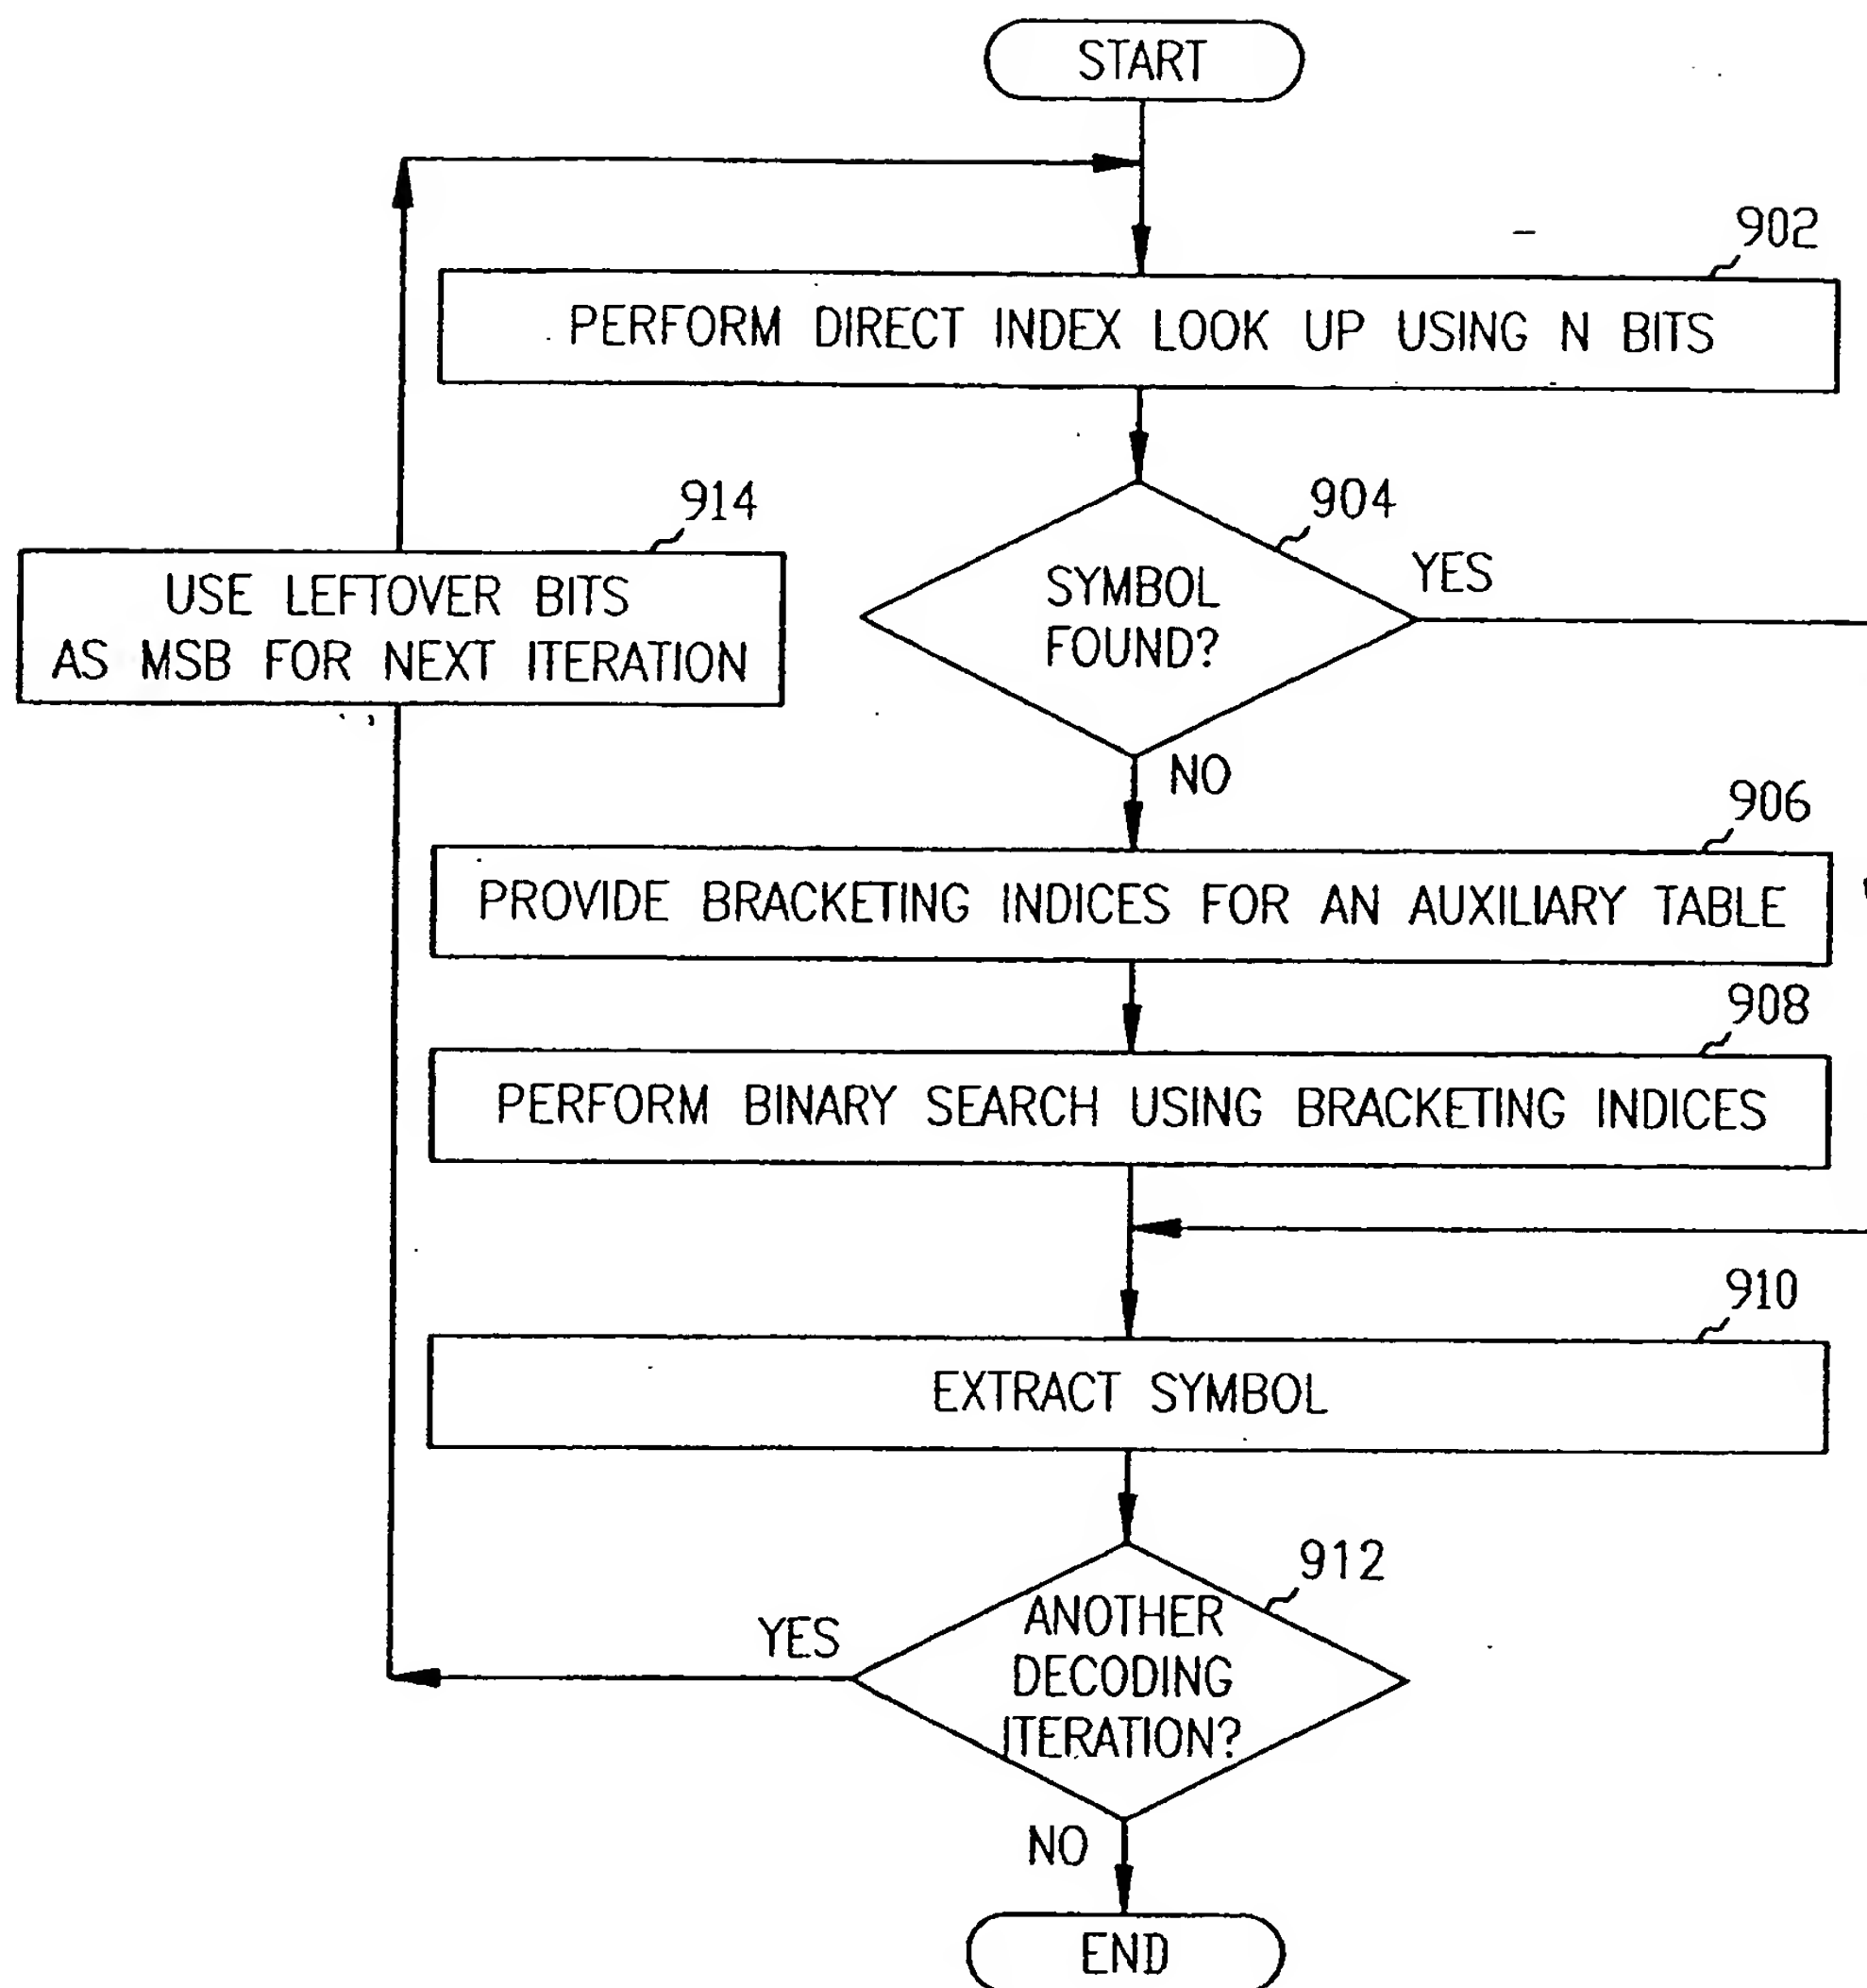 START
902
PERFORM DIRECT INDEX LOOK UP USING N BITS
914
USE LEFTOVER BITS
AS MSB FOR NEXT ITERATION
904
SYMBOL
FOUND?
YES
NO
906
PROVIDE BRACKETING INDICES FOR AN AUXILIARY TABLE
908
PERFORM BINARY SEARCH USING BRACKETING INDICES
910
EXTRACT SYMBOL
912
ANOTHER
DECODING
ITERATION?
YES
NO
END